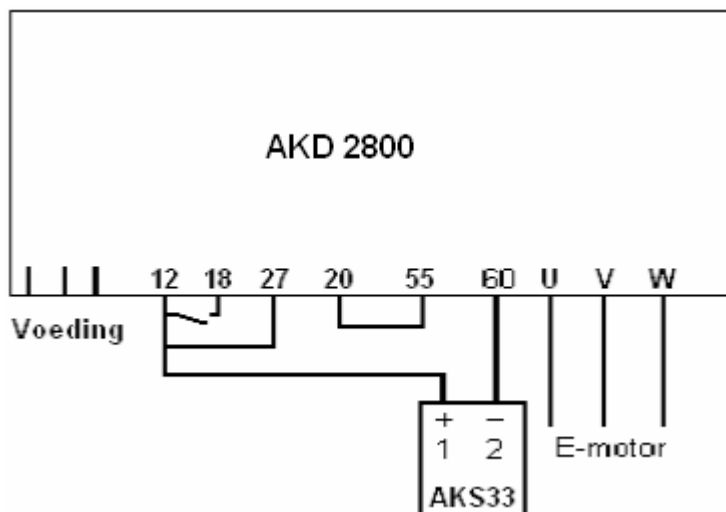 AKD 2800
12 18 27 20 55 60 U V W
Voeding
+ –
1 2
E-motor
AKS33